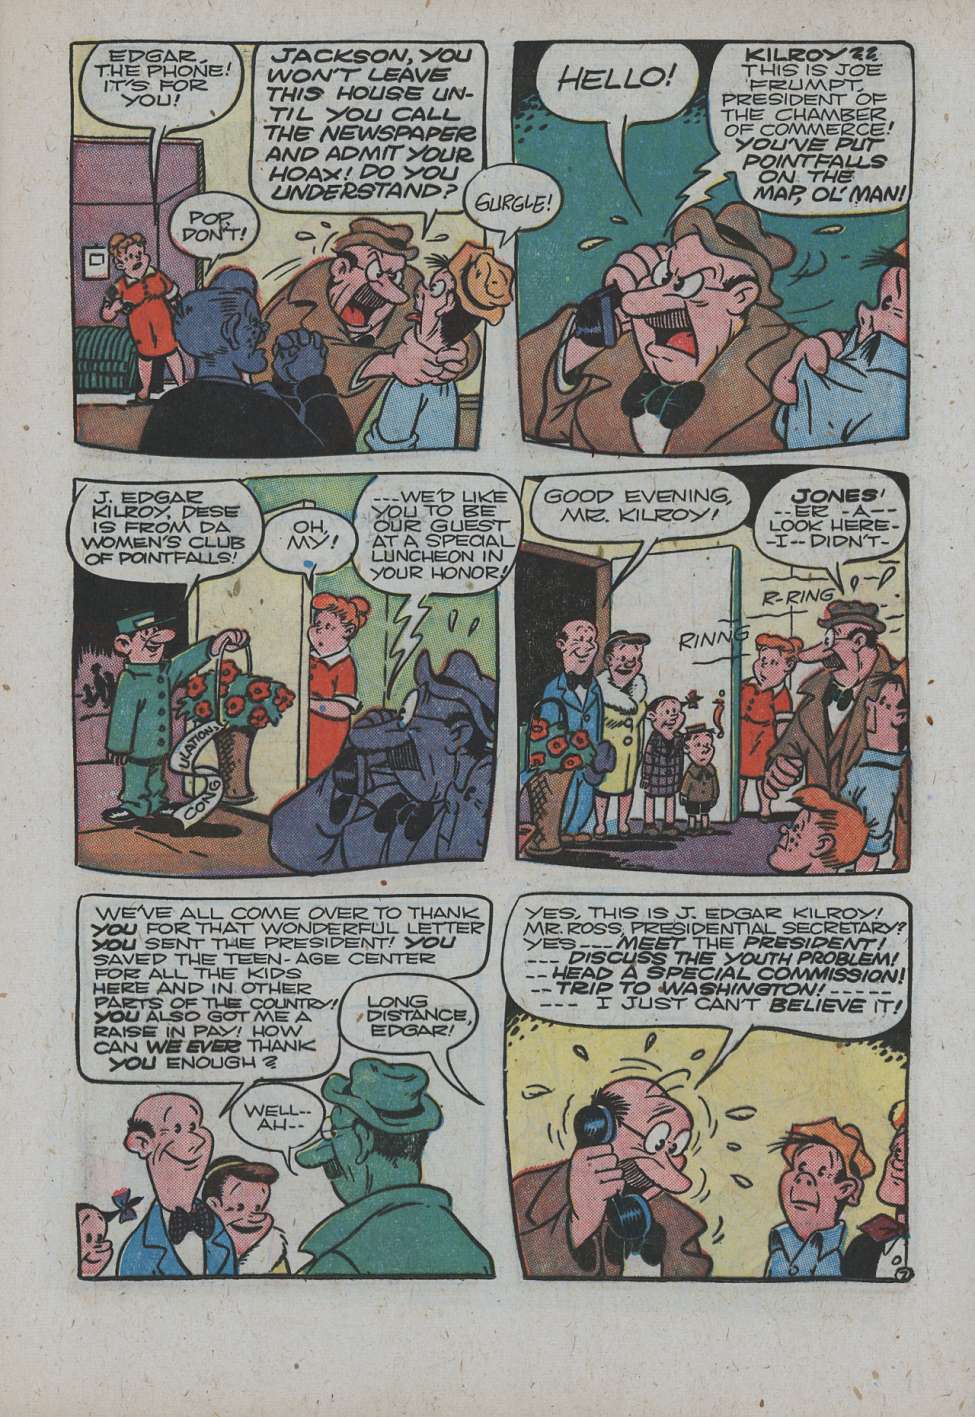 EDGAR,
THE PHONE!
IT'S FOR
YOU!
POP,
DON'T!
JACKSON, YOU
WON'T LEAVE
THIS HOUSE UN-
TIL YOU CALL
THE NEWSPAPER
AND ADMIT YOUR
HOAX! DO YOU
UNDERSTAND?
GURGLE!
HELLO!
KILROY??
THIS IS JOE
FRUMPT,
PRESIDENT OF
THE CHAMBER
OF COMMERCE!
YOU'VE PUT
POINTFALLS
ON THE
MAP, OL' MAN!
J. EDGAR
KILROY, DESE
IS FROM DA
WOMEN'S CLUB
OF POINTFALLS!
OH,
MY!
---WE'D LIKE
YOU TO BE
OUR GUEST
AT A SPECIAL
LUNCHEON IN
YOUR HONOR!
CONG
ULATION
GOOD EVENING,
MR. KILROY!
JONES!
--ER -A--
LOOK HERE-
-I--DIDN'T-
R-RING
RINNG
WE'VE ALL COME OVER TO THANK
YOU FOR THAT WONDERFUL LETTER
YOU SENT THE PRESIDENT! YOU
SAVED THE TEEN-AGE CENTER
FOR ALL THE KIDS
HERE AND IN OTHER
PARTS OF THE COUNTRY!
YOU ALSO GOT ME A
RAISE IN PAY! HOW
CAN WE EVER THANK
YOU ENOUGH?
LONG
DISTANCE,
EDGAR!
WELL--
AH--
YES, THIS IS J. EDGAR KILROY!
MR. ROSS, PRESIDENTIAL SECRETARY?
YES---MEET THE PRESIDENT!
---DISCUSS THE YOUTH PROBLEM!
--HEAD A SPECIAL COMMISSION!
--TRIP TO WASHINGTON!-----
--- I JUST CAN'T BELIEVE IT!
7